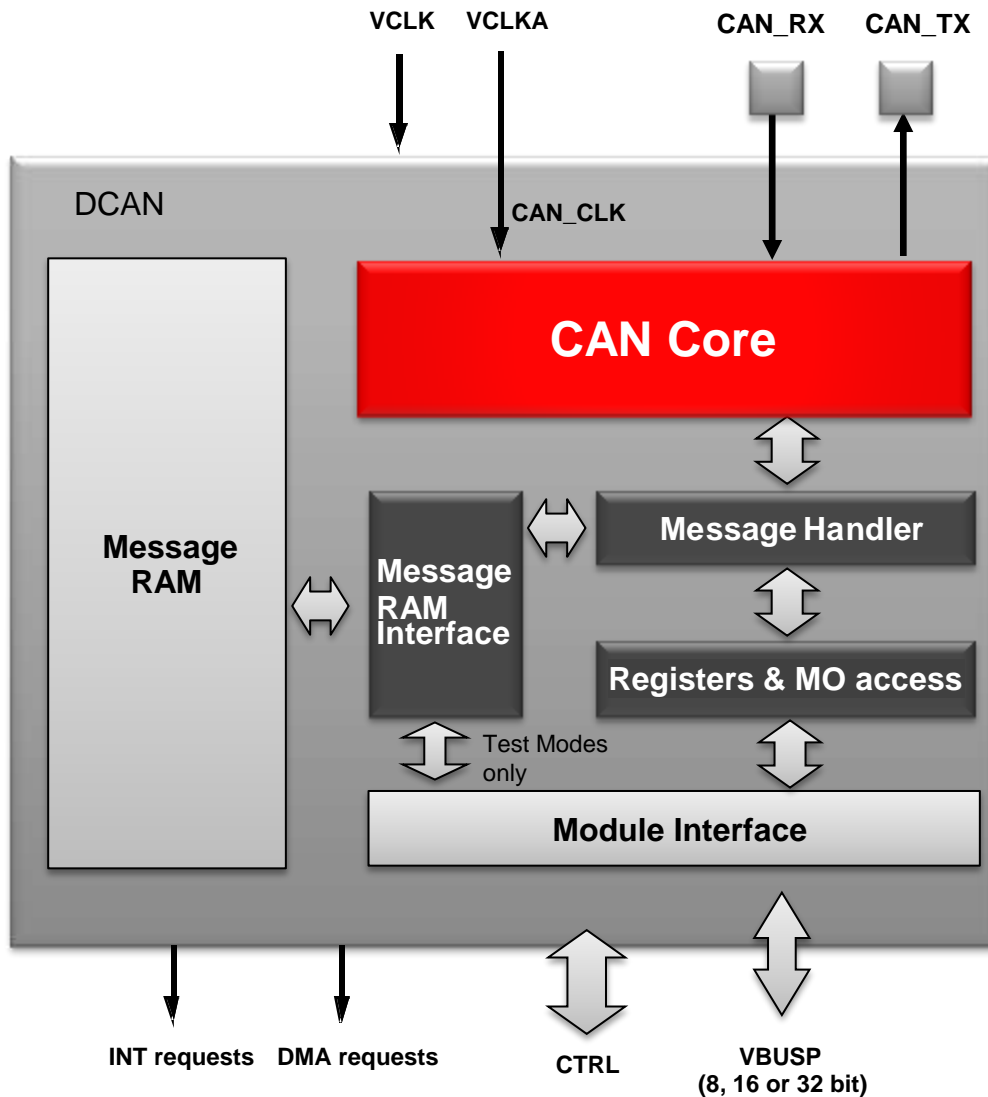 VCLK VCLKA CAN_RX CAN_TX
DCAN
CAN_CLK
CAN Core
Message
RAM
Message
RAM
Interface
Message Handler
Registers & MO access
Test Modes
only
Module Interface
INT requests DMA requests CTRL VBUSP
(8, 16 or 32 bit)